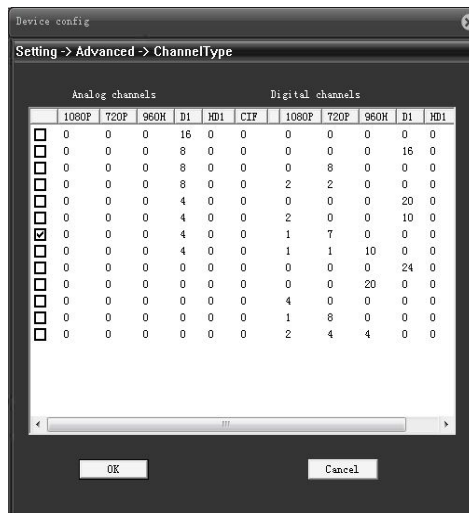 Device config
Setting -> Advanced -> ChannelType
Analog channels Digital channels
1080P 720P 960H D1 HD1 CIF 1080P 720P 960H D1 HD1
0 0 0 16 0 0 0 0 0 0 0
0 0 0 8 0 0 0 0 0 16 0
0 0 0 8 0 0 0 8 0 0 0
0 0 0 8 0 0 2 2 0 0 0
0 0 0 4 0 0 0 0 0 20 0
0 0 0 4 0 0 2 0 0 10 0
0 0 0 4 0 0 1 7 0 0 0
0 0 0 4 0 0 1 1 10 0 0
0 0 0 0 0 0 0 0 0 24 0
0 0 0 0 0 0 0 0 20 0 0
0 0 0 0 0 0 4 0 0 0 0
0 0 0 0 0 0 1 8 0 0 0
0 0 0 0 0 0 2 4 4 0 0
OK Cancel